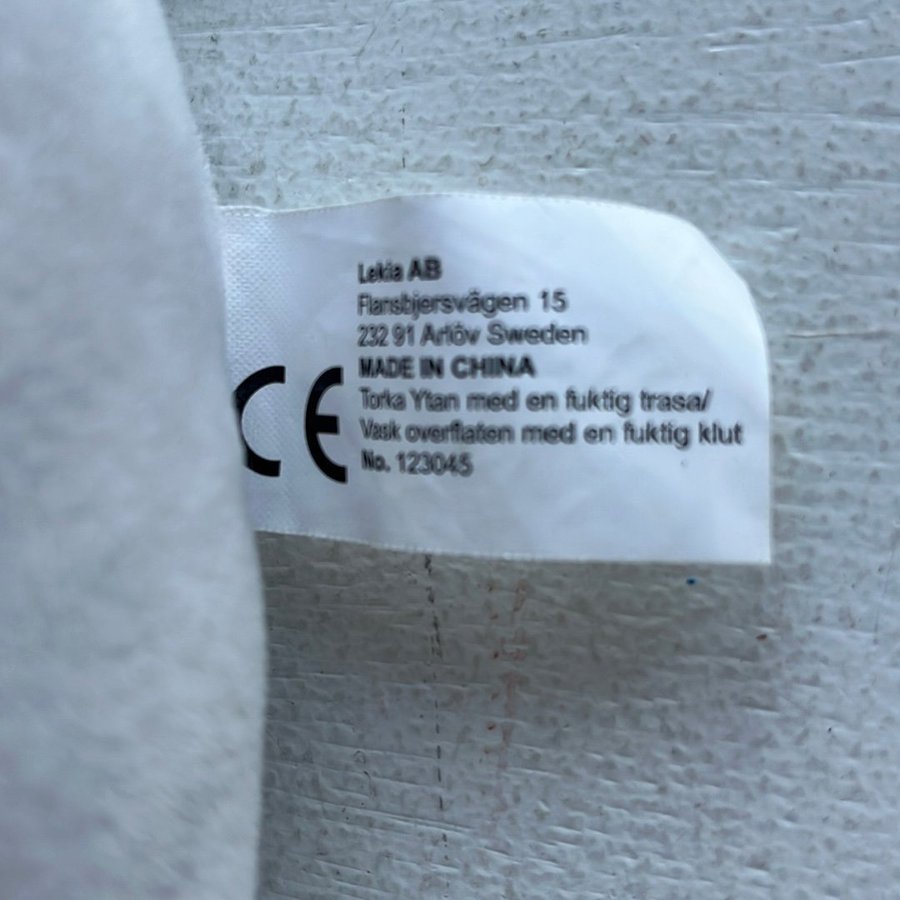 Lekia AB
Flansbjersvägen 15
232 91 Arlöv Sweden
MADE IN CHINA
Torka Ytan med en fuktig trasa/
Vask overflaten med en fuktig klut
No. 123045
CE